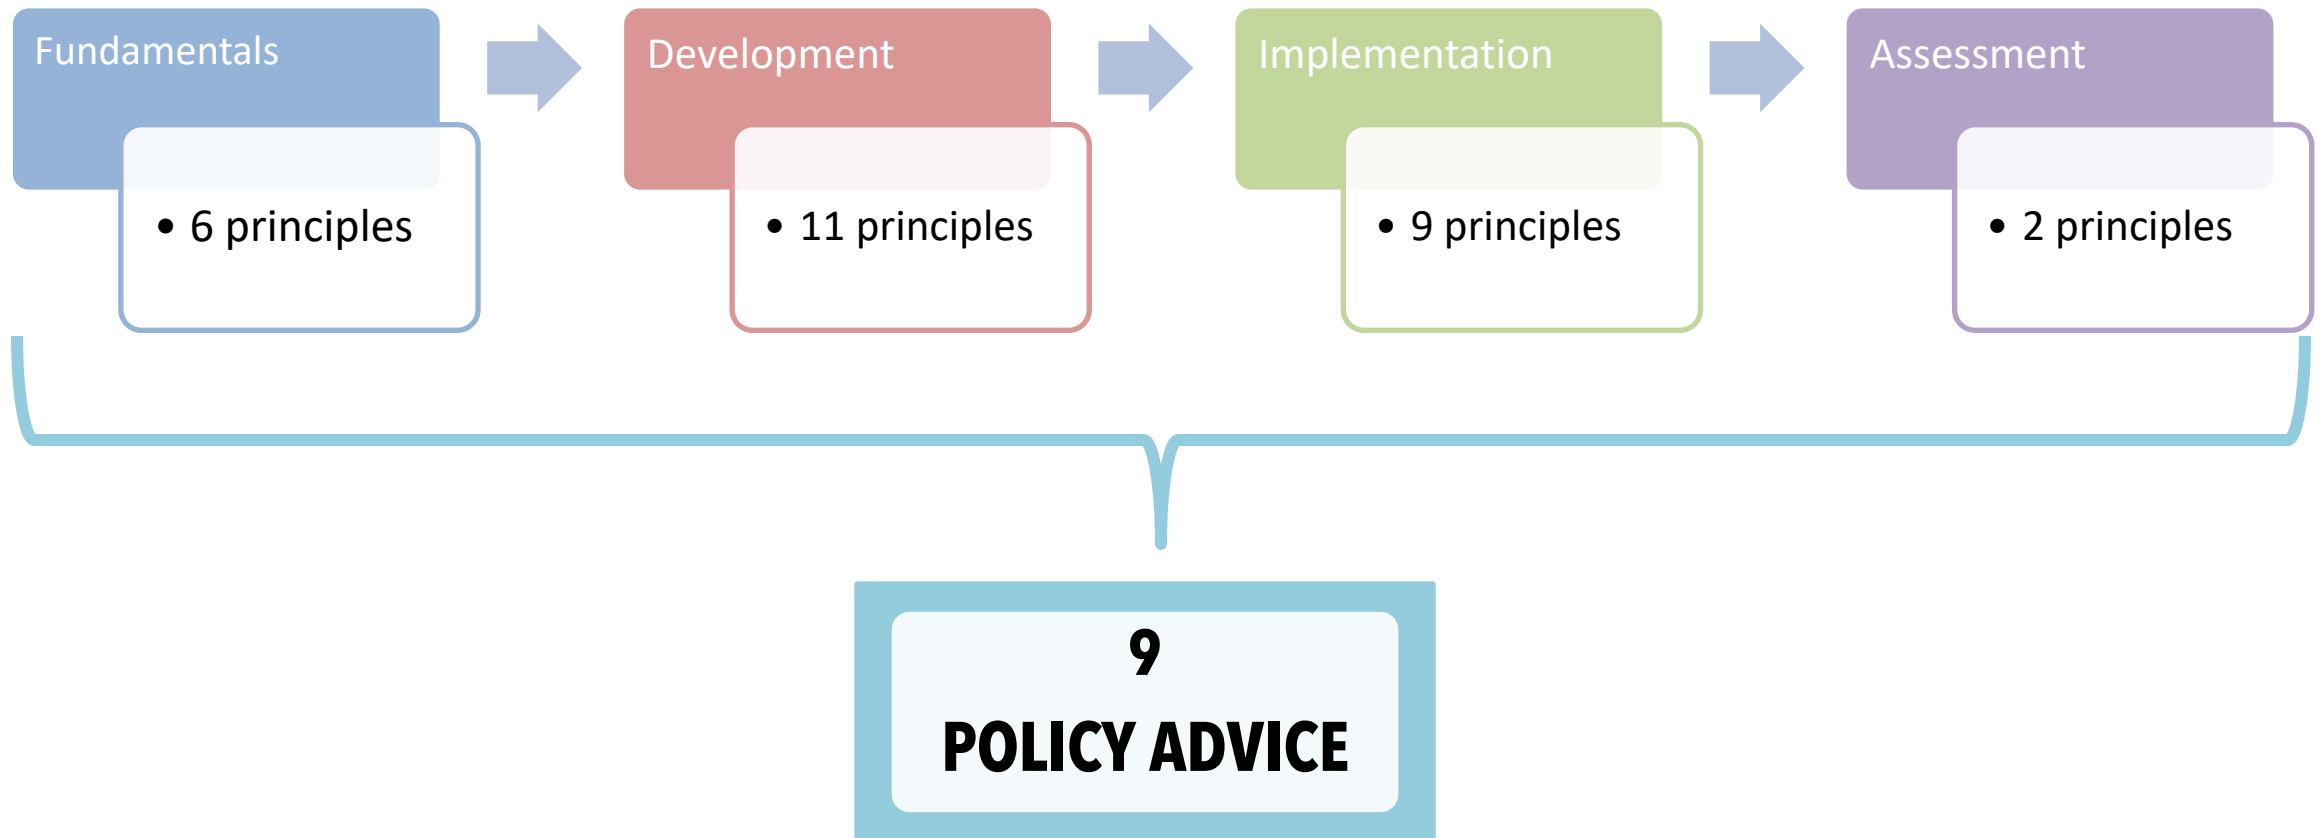 Fundamentals
• 6 principles
Development
• 11 principles
Implementation
• 9 principles
Assessment
• 2 principles
9
POLICY ADVICE